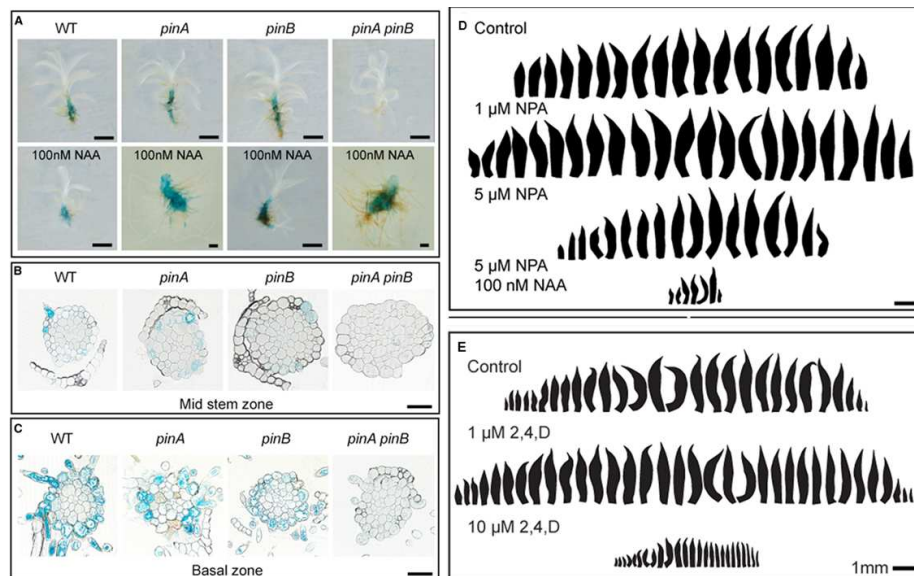 A
WT pinA pinB pinA pinB
100nM NAA 100nM NAA 100nM NAA 100nM NAA
B
WT pinA pinB pinA pinB
Mid stem zone
C
WT pinA pinB pinA pinB
Basal zone
D
Control
1 µM NPA
5 µM NPA
5 µM NPA
100 nM NAA
E
Control
1 µM 2,4,D
10 µM 2,4,D
1mm